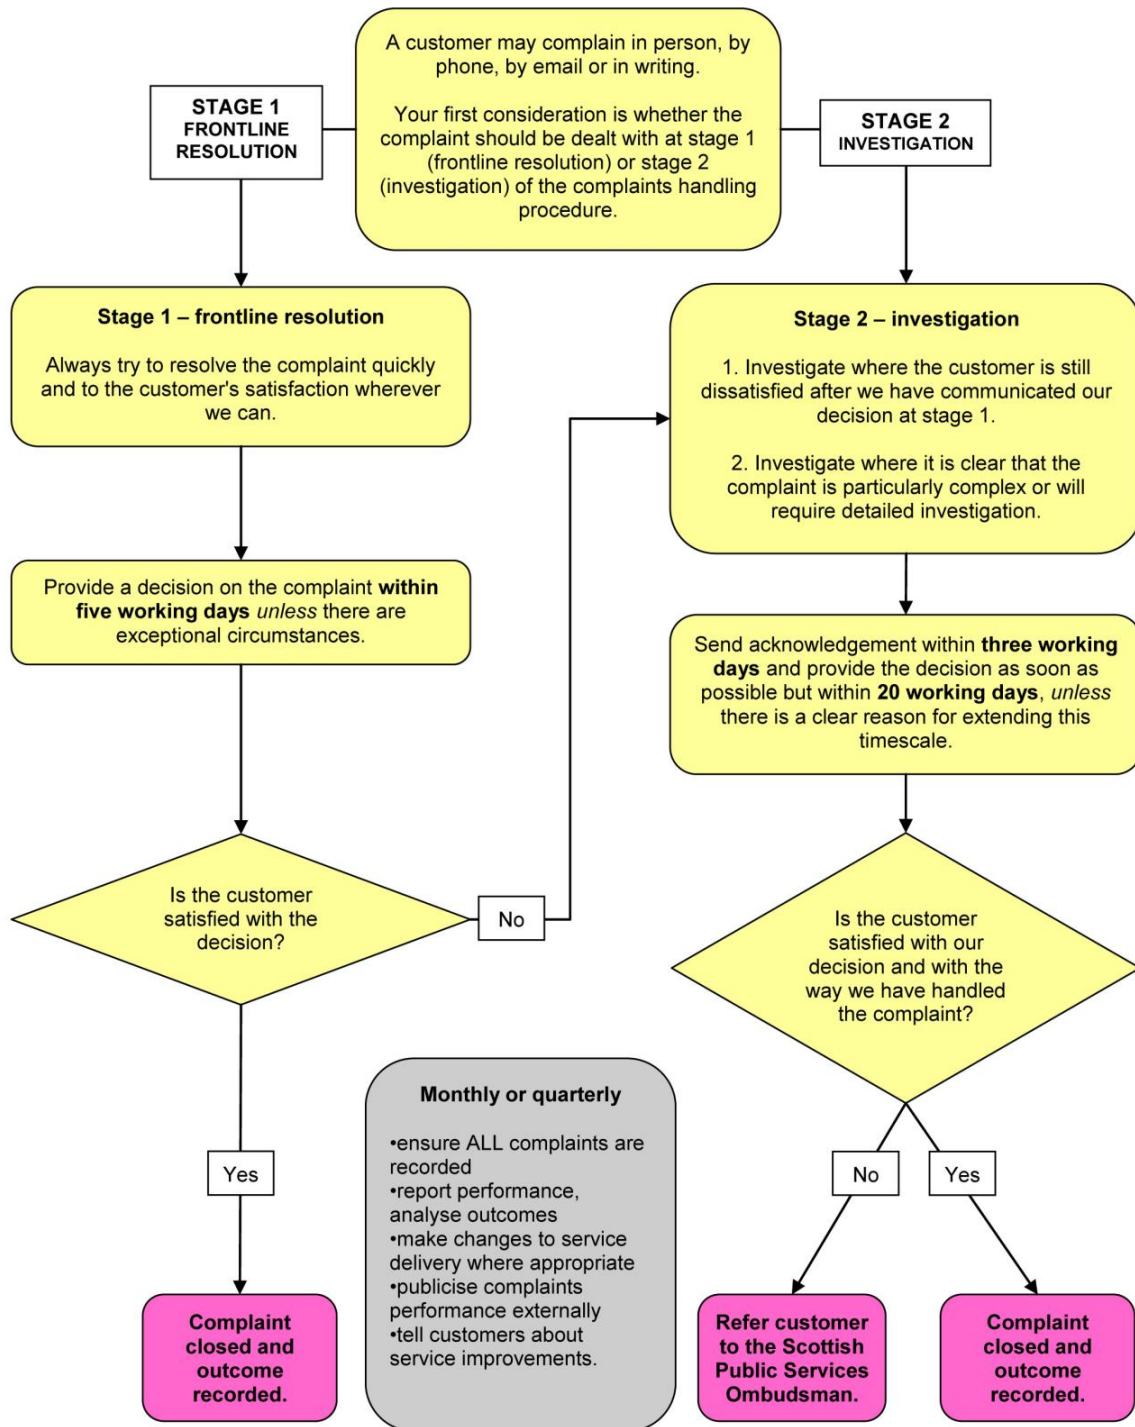 A customer may complain in person, by
phone, by email or in writing.
Your first consideration is whether the
complaint should be dealt with at stage 1
(frontline resolution) or stage 2
(investigation) of the complaints handling
procedure.
STAGE 1
FRONTLINE
RESOLUTION
STAGE 2
INVESTIGATION
Stage 1 – frontline resolution
Always try to resolve the complaint quickly
and to the customer's satisfaction wherever
we can.
Provide a decision on the complaint within
five working days unless there are
exceptional circumstances.
Is the customer
satisfied with the
decision?
No
Yes
Complaint
closed and
outcome
recorded.
Stage 2 – investigation
1. Investigate where the customer is still
dissatisfied after we have communicated our
decision at stage 1.
2. Investigate where it is clear that the
complaint is particularly complex or will
require detailed investigation.
Send acknowledgement within three working
days and provide the decision as soon as
possible but within 20 working days, unless
there is a clear reason for extending this
timescale.
Is the customer
satisfied with our
decision and with the
way we have handled
the complaint?
No
Yes
Refer customer
to the Scottish
Public Services
Ombudsman.
Complaint
closed and
outcome
recorded.
Monthly or quarterly
•ensure ALL complaints are
recorded
•report performance,
analyse outcomes
•make changes to service
delivery where appropriate
•publicise complaints
performance externally
•tell customers about
service improvements.